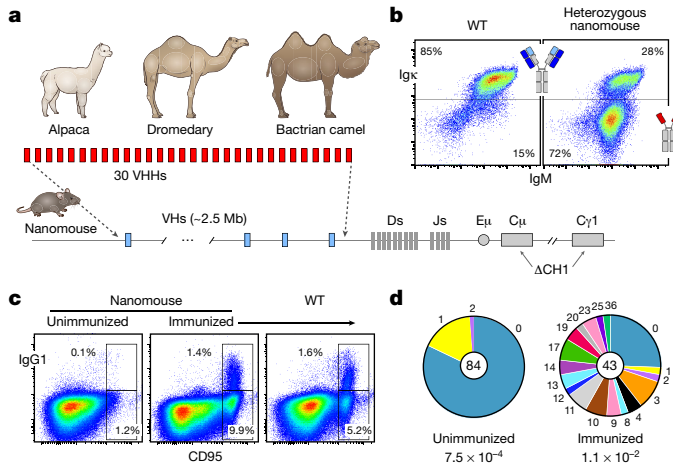 a
Alpaca
Dromedary
Bactrian camel
30 VHHs
Nanomouse
VHs (~2.5 Mb)
...
Ds
Js
Eμ
Cμ
Cγ1
ΔCH1
b
WT
Heterozygous
nanomouse
85%
28%
Igκ
15%
72%
IgM
c
Nanomouse
WT
Unimmunized
Immunized
IgG1
0.1%
1.4%
1.6%
1.2%
9.9%
5.2%
CD95
d
1
2
0
84
Unimmunized
7.5 × 10⁻⁴
20
23
25
36
0
19
17
14
13
12
11
10
9
8
4
3
2
1
43
Immunized
1.1 × 10⁻²